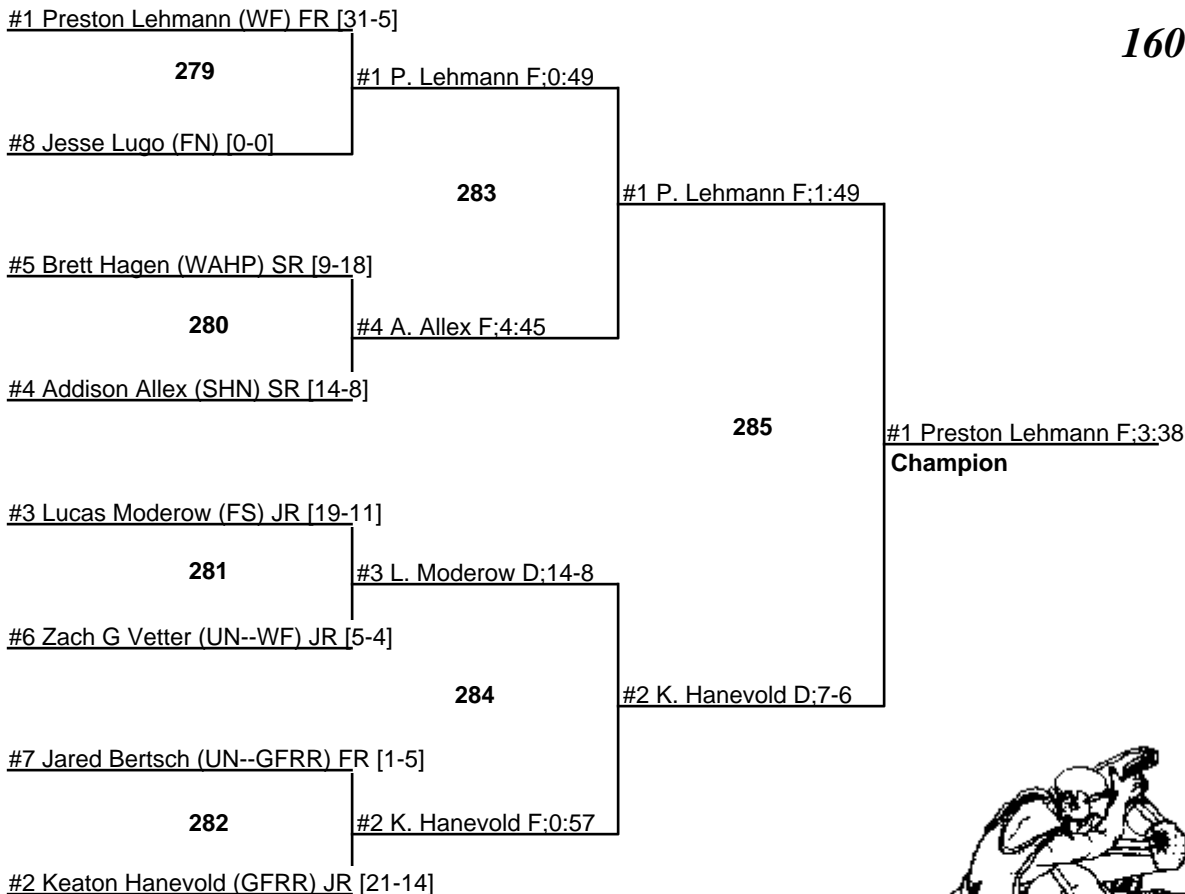 #1 Preston Lehmann (WF) FR [31-5]
160
279
#1 P. Lehmann F;0:49
#8 Jesse Lugo (FN) [0-0]
283
#1 P. Lehmann F;1:49
#5 Brett Hagen (WAHP) SR [9-18]
280
#4 A. Allex F;4:45
#4 Addison Allex (SHN) SR [14-8]
285
#1 Preston Lehmann F;3:38
Champion
#3 Lucas Moderow (FS) JR [19-11]
281
#3 L. Moderow D;14-8
#6 Zach G Vetter (UN--WF) JR [5-4]
284
#2 K. Hanevold D;7-6
#7 Jared Bertsch (UN--GFRR) FR [1-5]
282
#2 K. Hanevold F;0:57
#2 Keaton Hanevold (GFRR) JR [21-14]